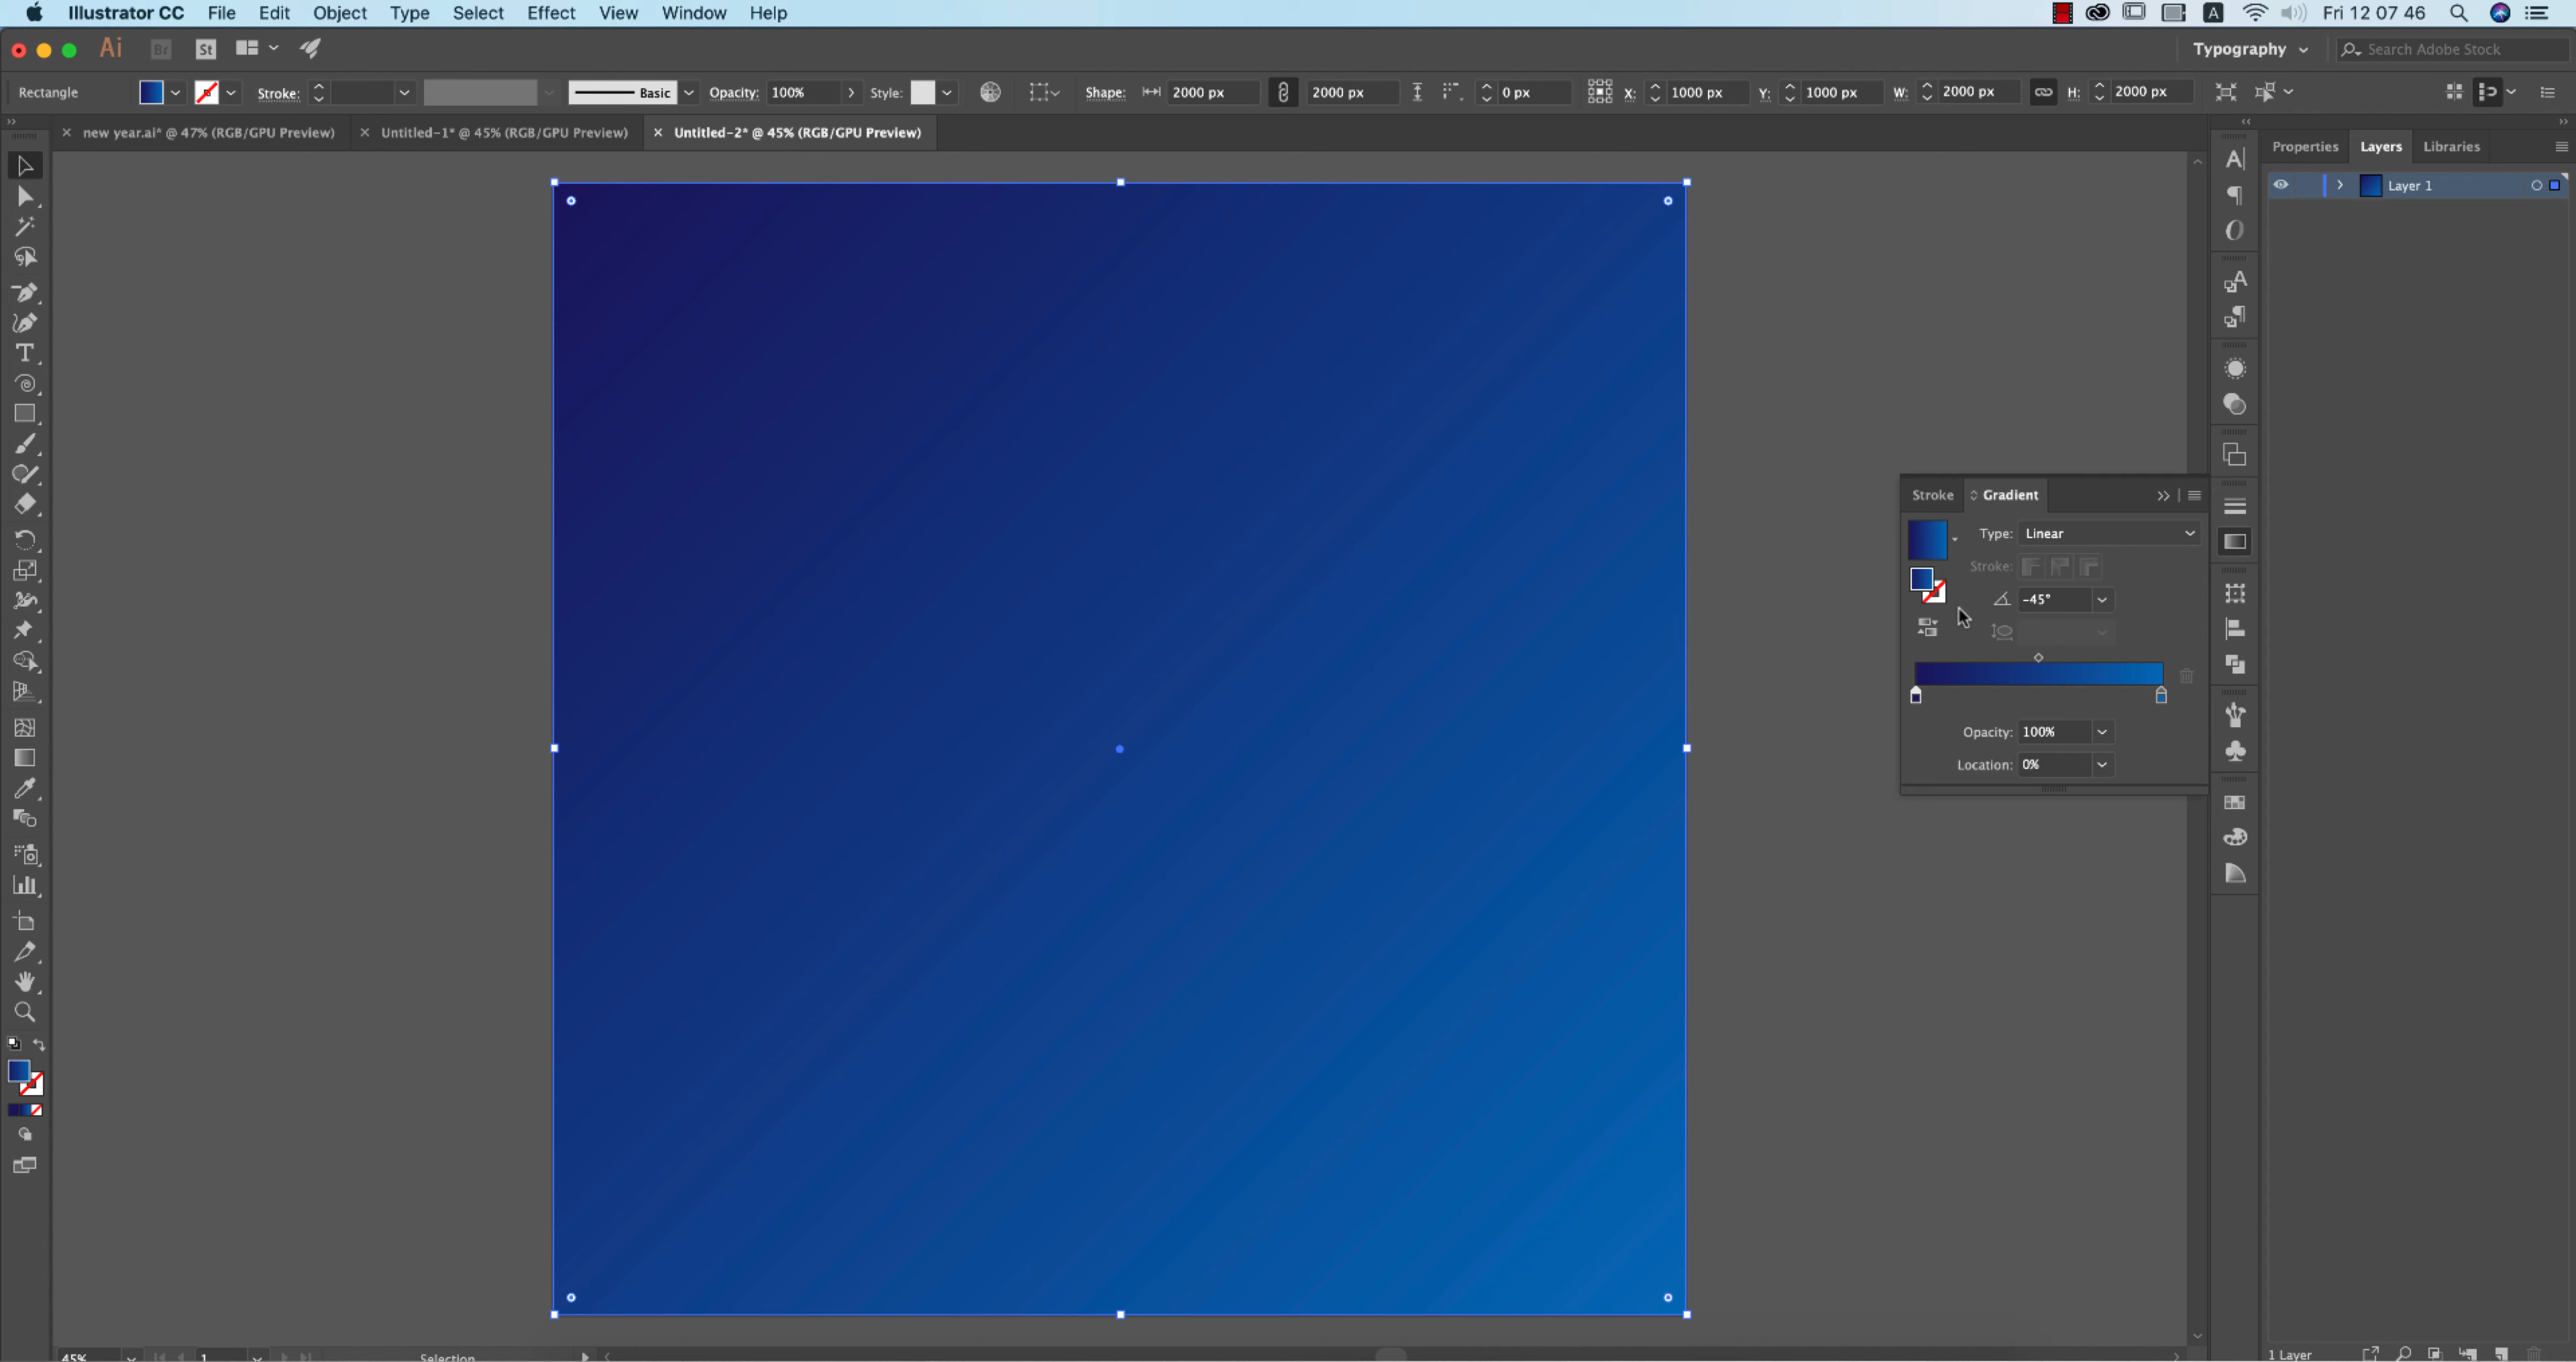 Illustrator CC File Edit Object Type Select Effect View Window Help A Fri 12 07 46
Ai Br St Typography Search Adobe Stock
Rectangle Stroke: Basic Opacity: 100% Style: Shape: 2000 px 2000 px 0 px X: 1000 px Y: 1000 px W: 2000 px H: 2000 px
new year.ai* @ 47% (RGB/GPU Preview) Untitled-1* @ 45% (RGB/GPU Preview) Untitled-2* @ 45% (RGB/GPU Preview)
Properties Layers Libraries
Layer 1
Stroke Gradient
Type: Linear
Stroke:
-45°
Opacity: 100%
Location: 0%
45% 1 Selection 1 Layer